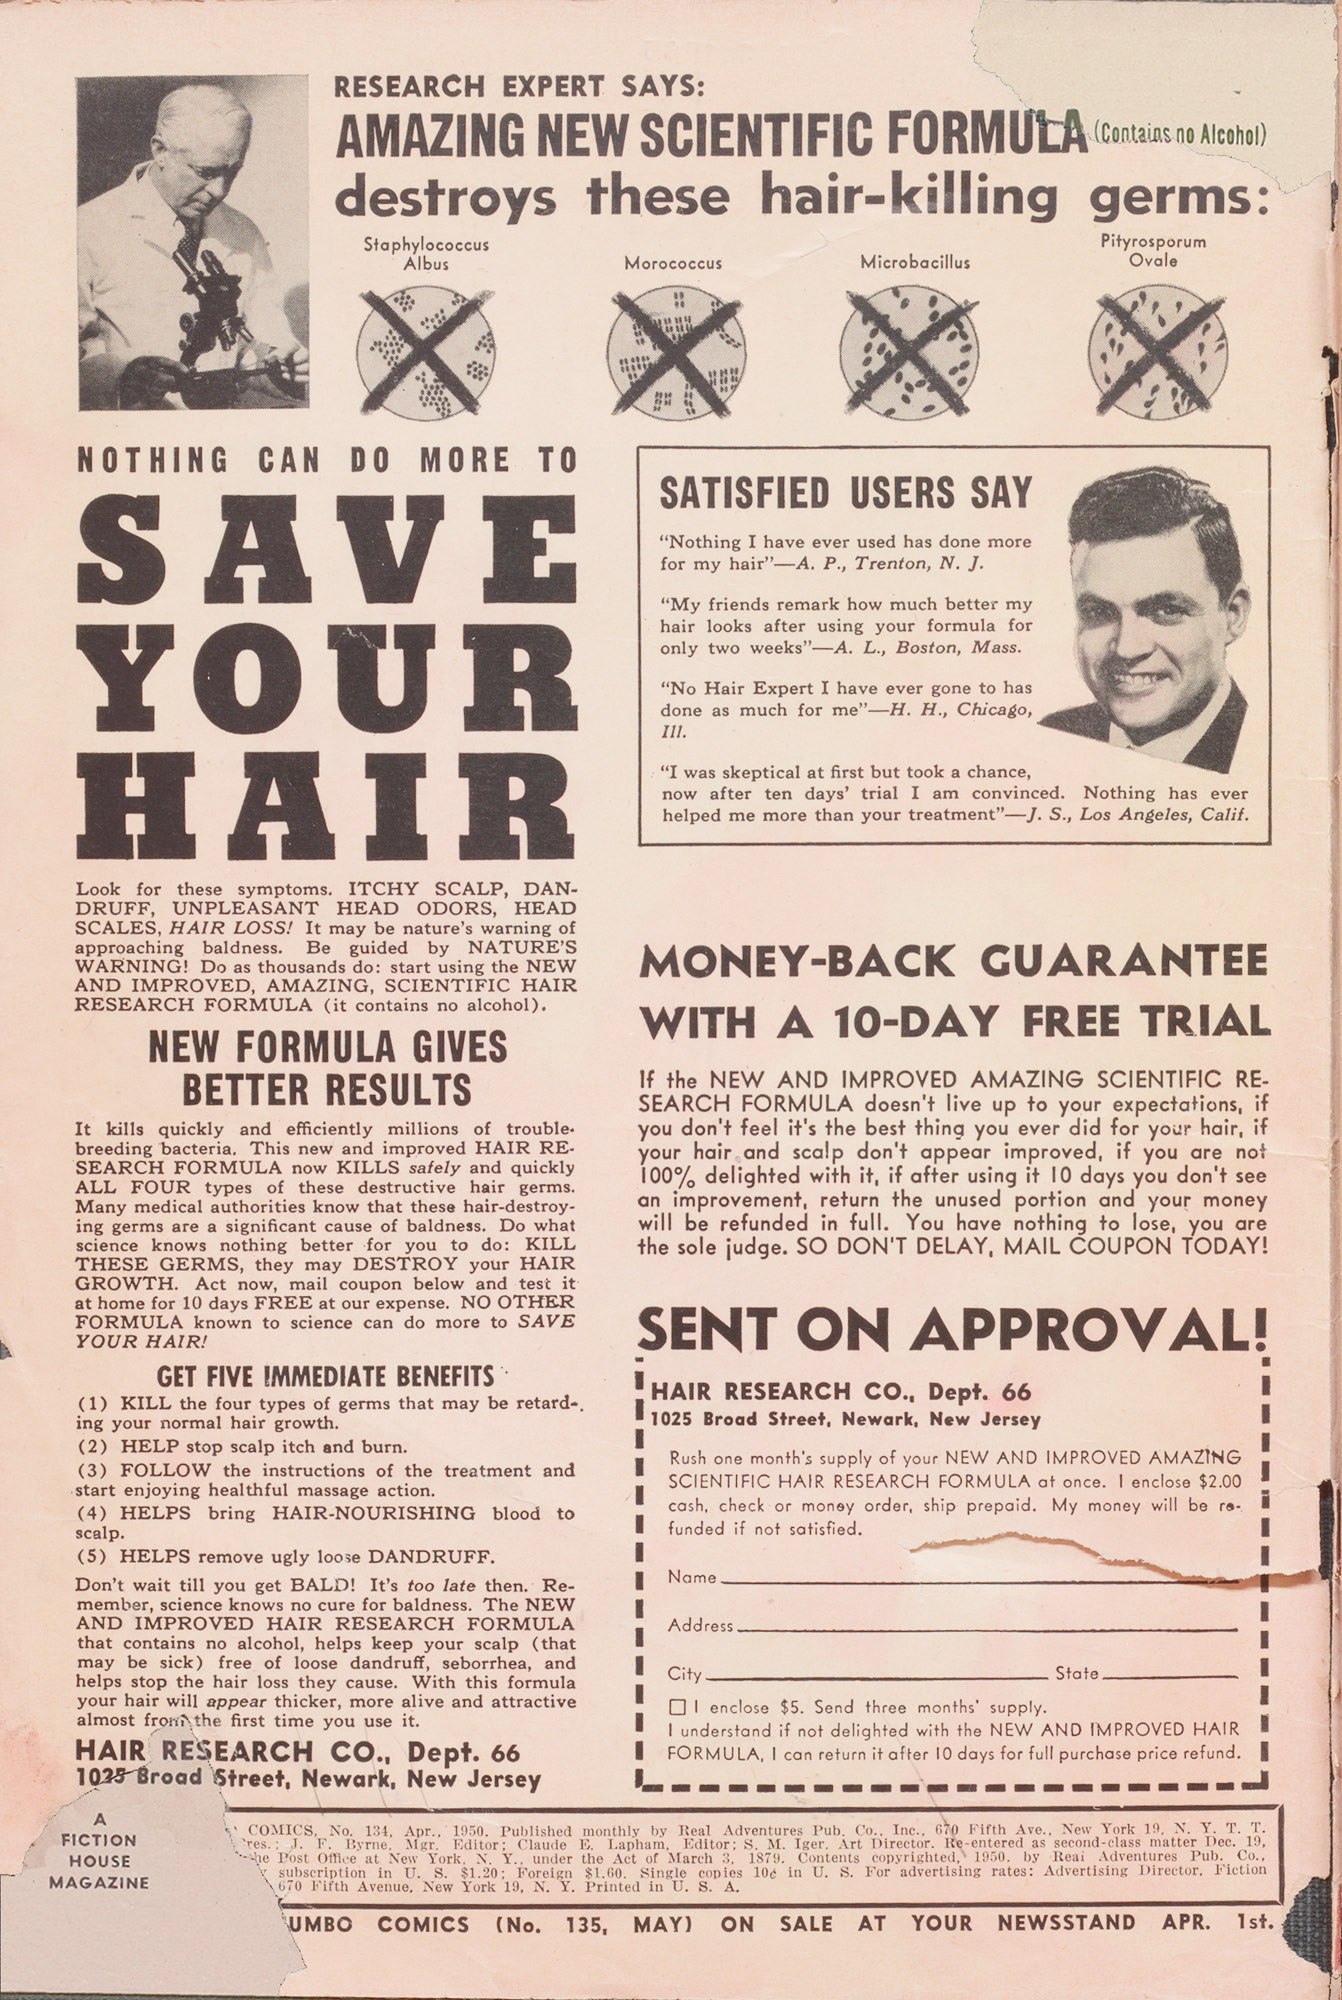 RESEARCH EXPERT SAYS:
AMAZING NEW SCIENTIFIC FORMULA (Contains no Alcohol)
destroys these hair-killing germs:
Staphylococcus
Albus
Morococcus
Microbacillus
Pityrosporum
Ovale
NOTHING CAN DO MORE TO
SAVE
YOUR
HAIR
Look for these symptoms. ITCHY SCALP, DAN-
DRUFF, UNPLEASANT HEAD ODORS, HEAD
SCALES, HAIR LOSS! It may be nature's warning of
approaching baldness. Be guided by NATURE'S
WARNING! Do as thousands do: start using the NEW
AND IMPROVED, AMAZING, SCIENTIFIC HAIR
RESEARCH FORMULA (it contains no alcohol).
NEW FORMULA GIVES
BETTER RESULTS
It kills quickly and efficiently millions of trouble-
breeding bacteria. This new and improved HAIR RE-
SEARCH FORMULA now KILLS safely and quickly
ALL FOUR types of these destructive hair germs.
Many medical authorities know that these hair-destroy-
ing germs are a significant cause of baldness. Do what
science knows nothing better for you to do: KILL
THESE GERMS, they may DESTROY your HAIR
GROWTH. Act now, mail coupon below and test it
at home for 10 days FREE at our expense. NO OTHER
FORMULA known to science can do more to SAVE
YOUR HAIR!
GET FIVE IMMEDIATE BENEFITS
(1) KILL the four types of germs that may be retard-
ing your normal hair growth.
(2) HELP stop scalp itch and burn.
(3) FOLLOW the instructions of the treatment and
start enjoying healthful massage action.
(4) HELPS bring HAIR-NOURISHING blood to
scalp.
(5) HELPS remove ugly loose DANDRUFF.
Don't wait till you get BALD! It's too late then. Re-
member, science knows no cure for baldness. The NEW
AND IMPROVED HAIR RESEARCH FORMULA
that contains no alcohol, helps keep your scalp (that
may be sick) free of loose dandruff, seborrhea, and
helps stop the hair loss they cause. With this formula
your hair will appear thicker, more alive and attractive
almost from the first time you use it.
HAIR RESEARCH CO., Dept. 66
1025 Broad Street, Newark, New Jersey
SATISFIED USERS SAY
"Nothing I have ever used has done more
for my hair"—A. P., Trenton, N. J.
"My friends remark how much better my
hair looks after using your formula for
only two weeks"—A. L., Boston, Mass.
"No Hair Expert I have ever gone to has
done as much for me"—H. H., Chicago,
Ill.
"I was skeptical at first but took a chance,
now after ten days' trial I am convinced. Nothing has ever
helped me more than your treatment"—J. S., Los Angeles, Calif.
MONEY-BACK GUARANTEE
WITH A 10-DAY FREE TRIAL
If the NEW AND IMPROVED AMAZING SCIENTIFIC RE-
SEARCH FORMULA doesn't live up to your expectations, if
you don't feel it's the best thing you ever did for your hair, if
your hair and scalp don't appear improved, if you are not
100% delighted with it, if after using it 10 days you don't see
an improvement, return the unused portion and your money
will be refunded in full. You have nothing to lose, you are
the sole judge. SO DON'T DELAY, MAIL COUPON TODAY!
SENT ON APPROVAL!
HAIR RESEARCH CO., Dept. 66
1025 Broad Street, Newark, New Jersey
Rush one month's supply of your NEW AND IMPROVED AMAZING
SCIENTIFIC HAIR RESEARCH FORMULA at once. I enclose $2.00
cash, check or money order, ship prepaid. My money will be re-
funded if not satisfied.
Name
Address
City State
I enclose $5. Send three months' supply.
I understand if not delighted with the NEW AND IMPROVED HAIR
FORMULA, I can return it after 10 days for full purchase price refund.
A
FICTION
HOUSE
MAGAZINE
COMICS, No. 134, Apr., 1950. Published monthly by Real Adventures Pub. Co., Inc., 670 Fifth Ave., New York 19, N. Y. T. T.
res.; J. F. Byrne, Mgr. Editor; Claude E. Lapham, Editor; S. M. Iger, Art Director. Re-entered as second-class matter Dec. 19,
he Post Office at New York, N. Y., under the Act of March 3, 1879. Contents copyrighted, 1950, by Real Adventures Pub. Co.,
subscription in U. S. $1.20; Foreign $1.60. Single copies 10¢ in U. S. For advertising rates: Advertising Director, Fiction
670 Fifth Avenue, New York 19, N. Y. Printed in U. S. A.
UMBO COMICS (No. 135, MAY) ON SALE AT YOUR NEWSSTAND APR. 1st.